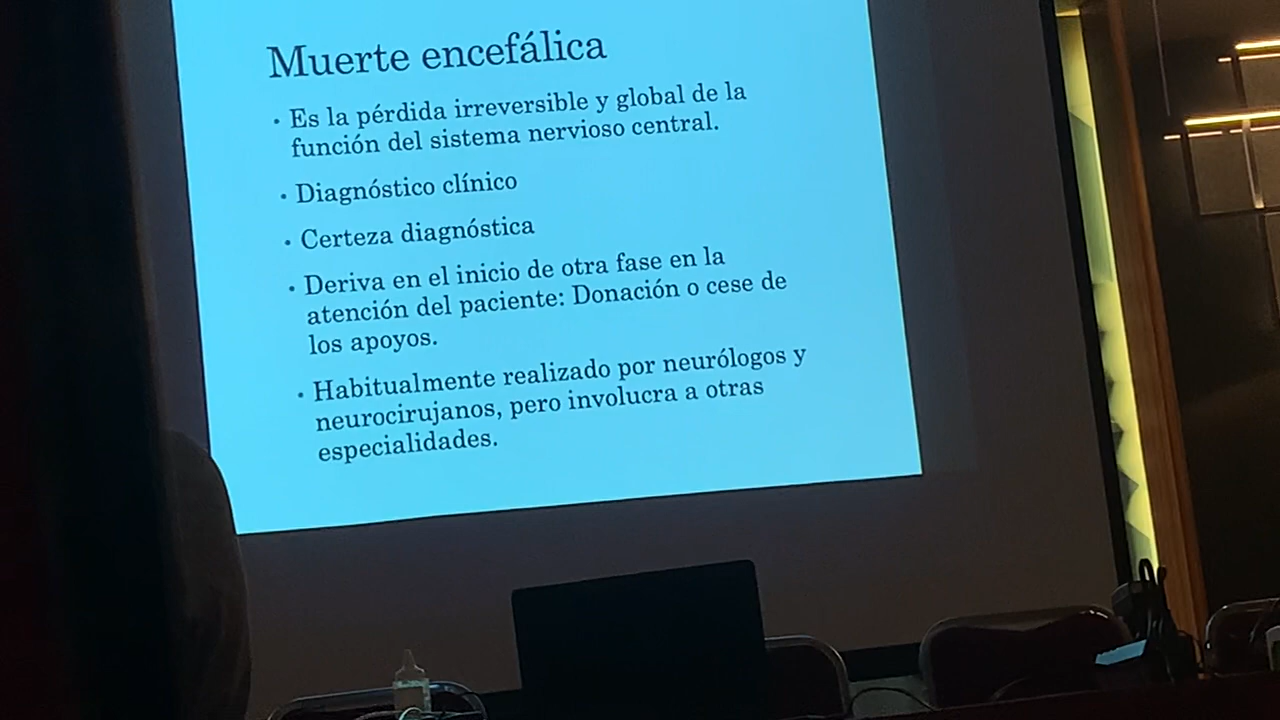 Muerte encefálica
• Es la pérdida irreversible y global de la
función del sistema nervioso central.
• Diagnóstico clínico
• Certeza diagnóstica
• Deriva en el inicio de otra fase en la
atención del paciente: Donación o cese de
los apoyos.
• Habitualmente realizado por neurólogos y
neurocirujanos, pero involucra a otras
especialidades.